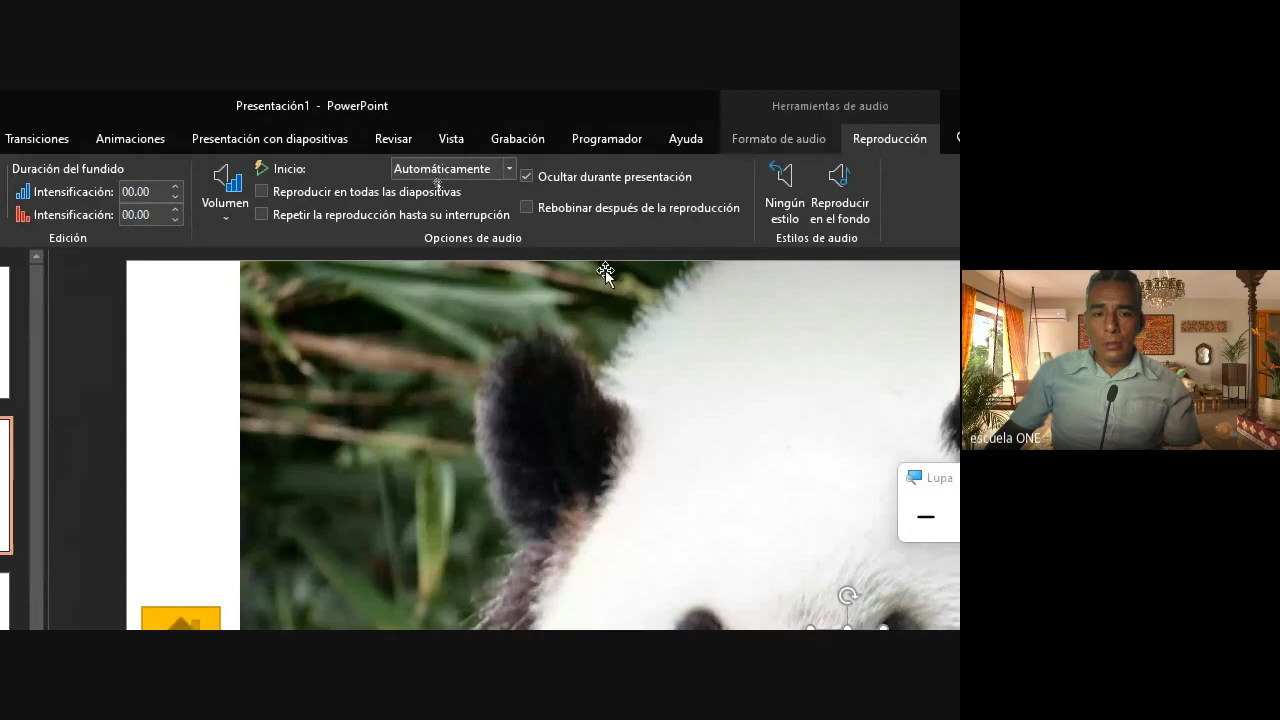 Presentación1 - PowerPoint
Herramientas de audio
Transiciones Animaciones Presentación con diapositivas Revisar Vista Grabación Programador Ayuda Formato de audio Reproducción
Duración del fundido
Intensificación: 00.00
Intensificación: 00.00
Edición
Volumen
Inicio: Automáticamente
Reproducir en todas las diapositivas
Repetir la reproducción hasta su interrupción
Ocultar durante presentación
Rebobinar después de la reproducción
Opciones de audio
Ningún estilo
Reproducir en el fondo
Estilos de audio
Lupa
escuela ONE